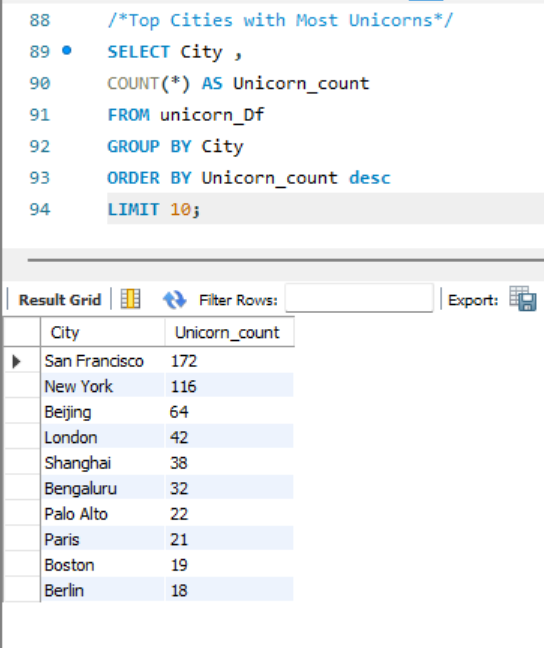 88 /*Top Cities with Most Unicorns*/
89 SELECT City ,
90 COUNT(*) AS Unicorn_count
91 FROM unicorn_Df
92 GROUP BY City
93 ORDER BY Unicorn_count desc
94 LIMIT 10;
Result Grid Filter Rows: Export:
City Unicorn_count
San Francisco 172
New York 116
Beijing 64
London 42
Shanghai 38
Bengaluru 32
Palo Alto 22
Paris 21
Boston 19
Berlin 18